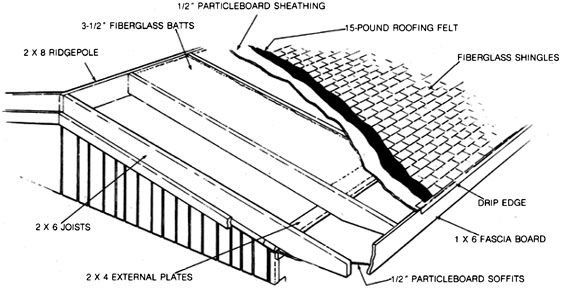 1/2" PARTICLEBOARD SHEATHING
3-1/2" FIBERGLASS BATTS
15-POUND ROOFING FELT
2 X 8 RIDGEPOLE
FIBERGLASS SHINGLES
2 X 6 JOISTS
DRIP EDGE
1 X 6 FASCIA BOARD
2 X 4 EXTERNAL PLATES
1/2" PARTICLEBOARD SOFFITS